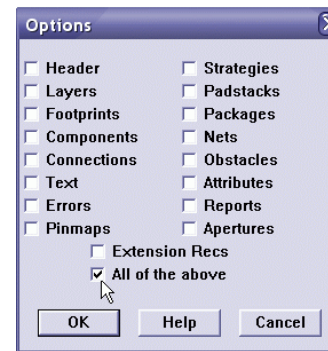 Options
Header Strategies
Layers Padstacks
Footprints Packages
Components Nets
Connections Obstacles
Text Attributes
Errors Reports
Pinmaps Apertures
Extension Recs
All of the above
OK Help Cancel